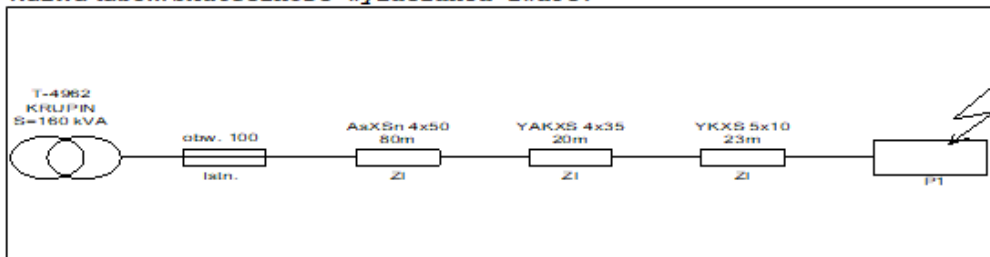 T-4962
KRUPIN
S=160 kVA
obw. 100
Istn.
AsXSn 4x50
80m
Zl
YAKXS 4x35
20m
Zl
YKXS 5x10
23m
Zl
P1